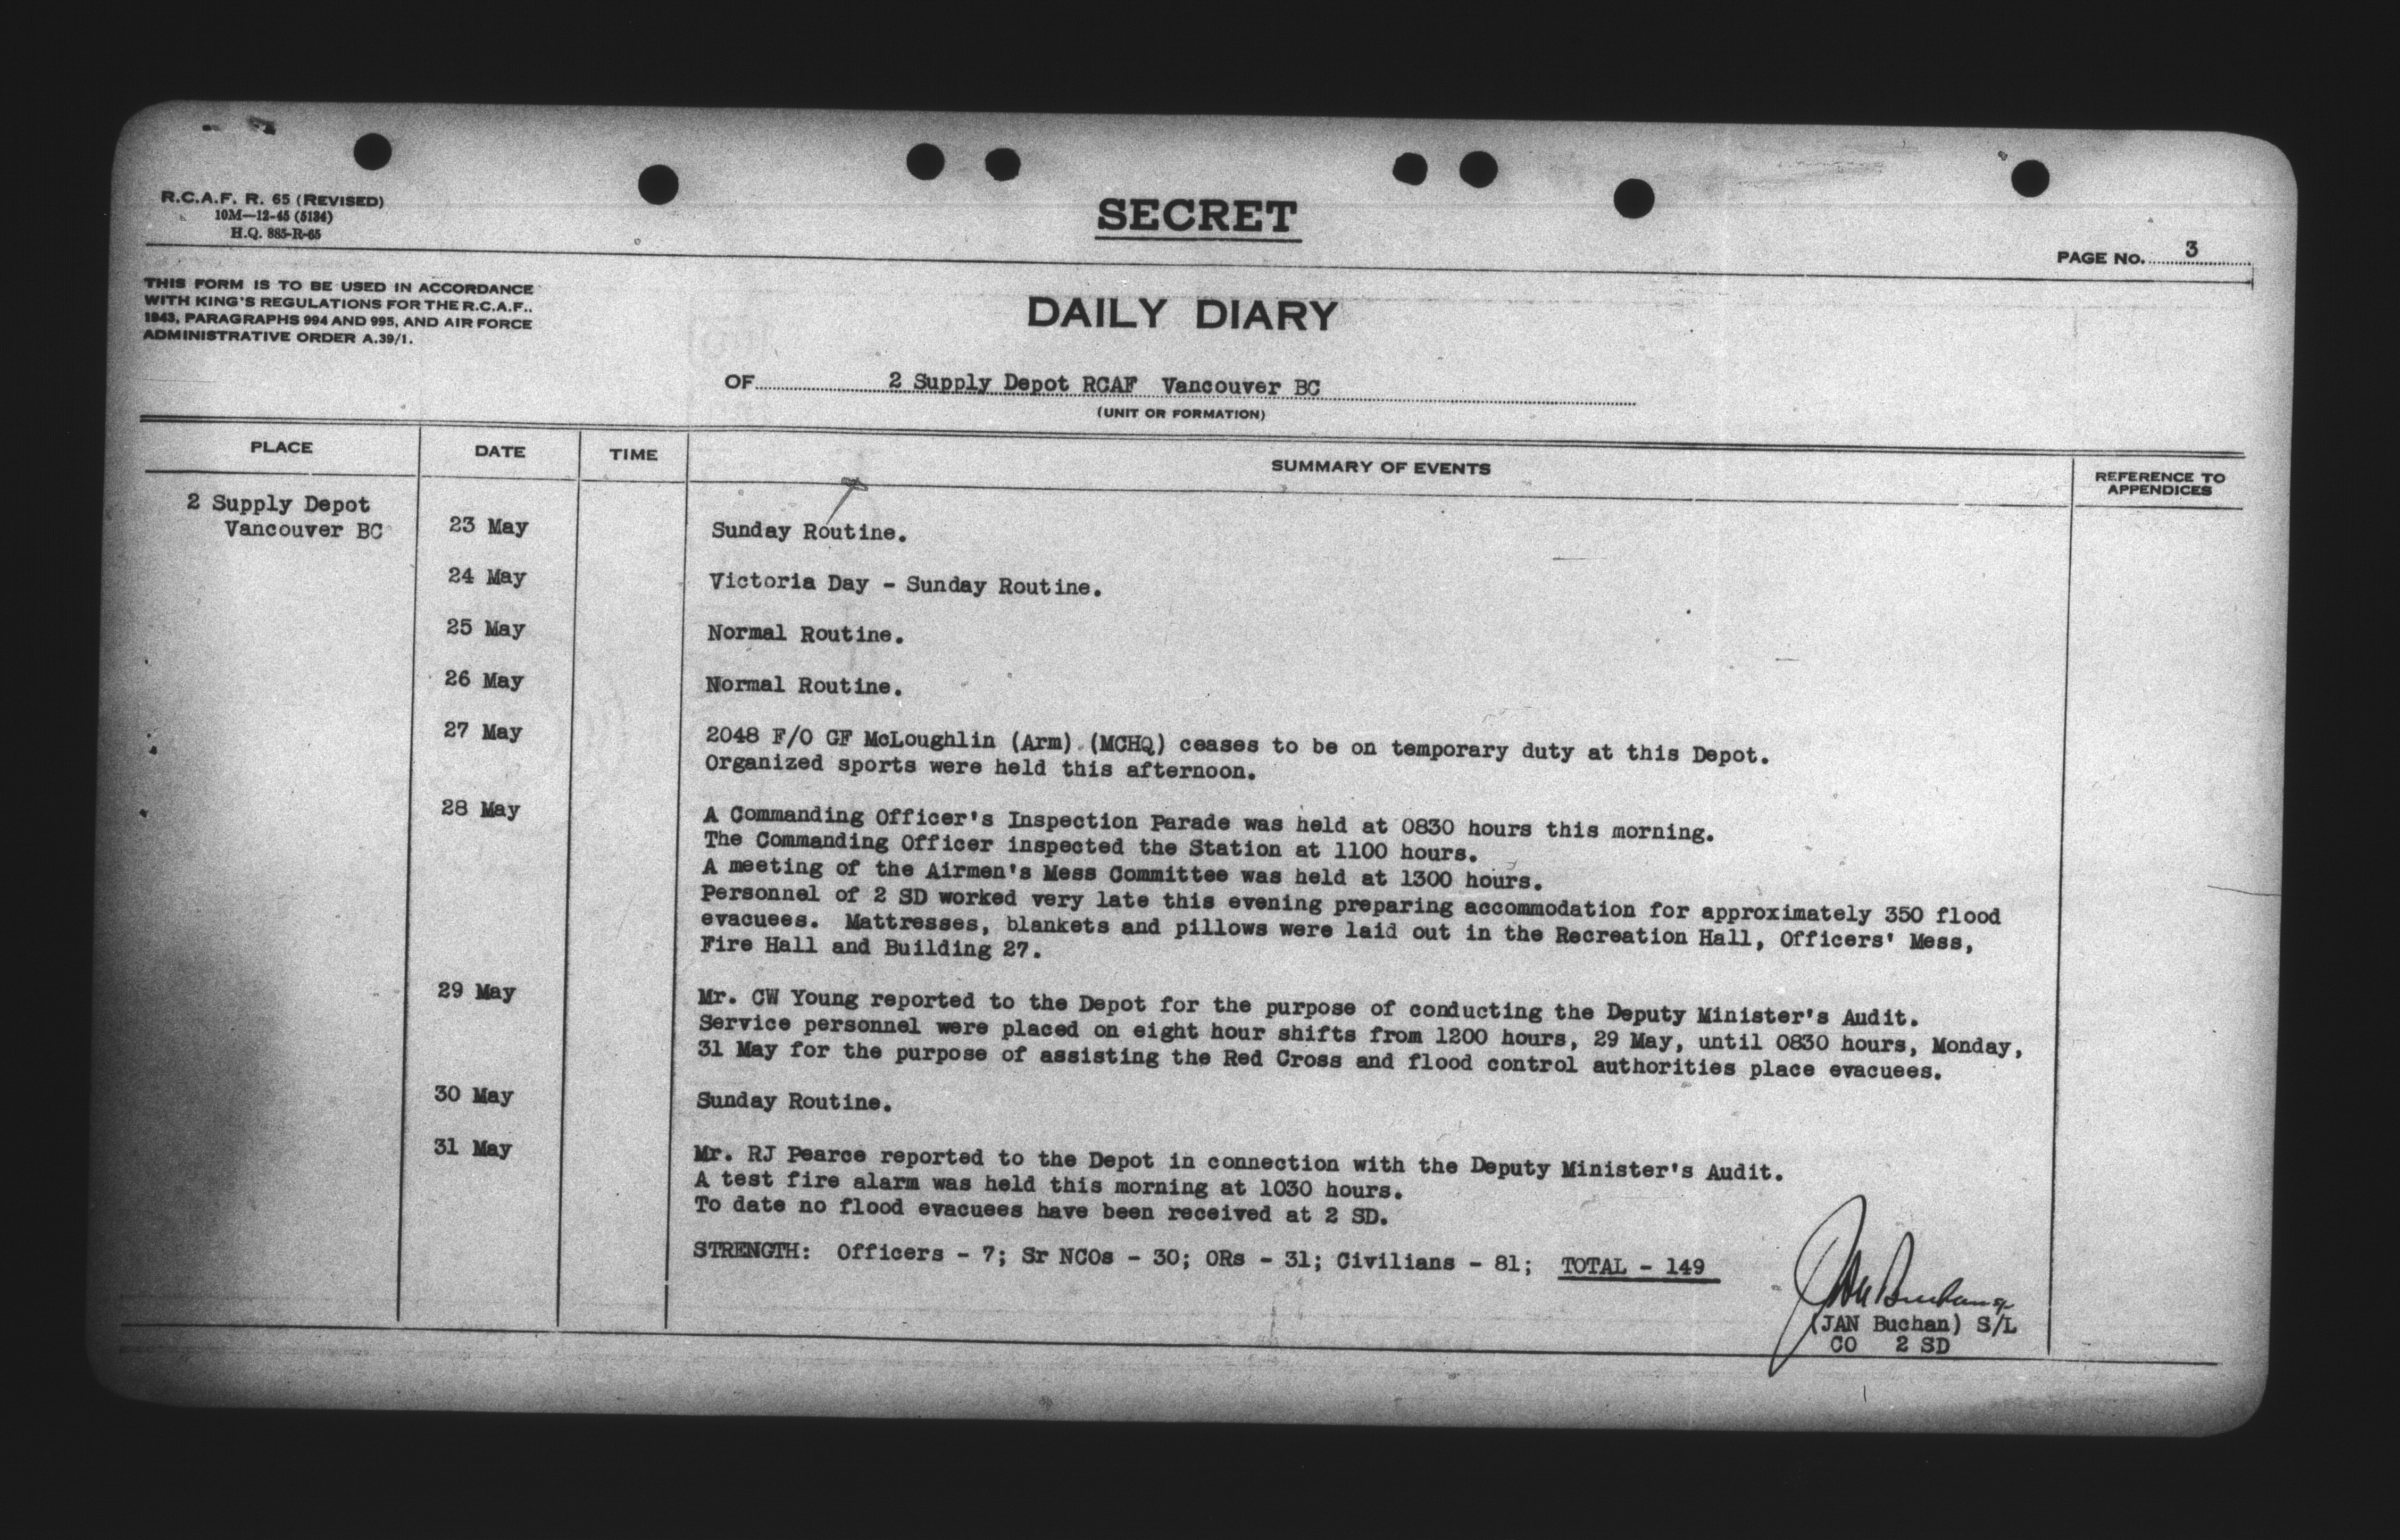 R.C.A.F. R. 65 (REVISED)
10M—12-45 (5134)
H.Q. 885-R-65
SECRET
PAGE NO. 3
THIS FORM IS TO BE USED IN ACCORDANCE
WITH KING'S REGULATIONS FOR THE R.C.A.F.,
1943, PARAGRAPHS 994 AND 995, AND AIR FORCE
ADMINISTRATIVE ORDER A.39/1.
DAILY DIARY
OF 2 Supply Depot RCAF Vancouver BC
(UNIT OR FORMATION)
PLACE DATE TIME SUMMARY OF EVENTS REFERENCE TO APPENDICES
2 Supply Depot
Vancouver BC 23 May Sunday Routine.
24 May Victoria Day - Sunday Routine.
25 May Normal Routine.
26 May Normal Routine.
27 May 2048 F/O GF McLoughlin (Arm) (MCHQ) ceases to be on temporary duty at this Depot.
Organized sports were held this afternoon.
28 May A Commanding Officer's Inspection Parade was held at 0830 hours this morning.
The Commanding Officer inspected the Station at 1100 hours.
A meeting of the Airmen's Mess Committee was held at 1300 hours.
Personnel of 2 SD worked very late this evening preparing accommodation for approximately 350 flood
evacuees. Mattresses, blankets and pillows were laid out in the Recreation Hall, Officers' Mess,
Fire Hall and Building 27.
29 May Mr. CW Young reported to the Depot for the purpose of conducting the Deputy Minister's Audit.
Service personnel were placed on eight hour shifts from 1200 hours, 29 May, until 0830 hours, Monday,
31 May for the purpose of assisting the Red Cross and flood control authorities place evacuees.
30 May Sunday Routine.
31 May Mr. RJ Pearce reported to the Depot in connection with the Deputy Minister's Audit.
A test fire alarm was held this morning at 1030 hours.
To date no flood evacuees have been received at 2 SD.
STRENGTH: Officers - 7; Sr NCOs - 30; ORs - 31; Civilians - 81; TOTAL - 149
(JAN Buchan) S/L
CO 2 SD